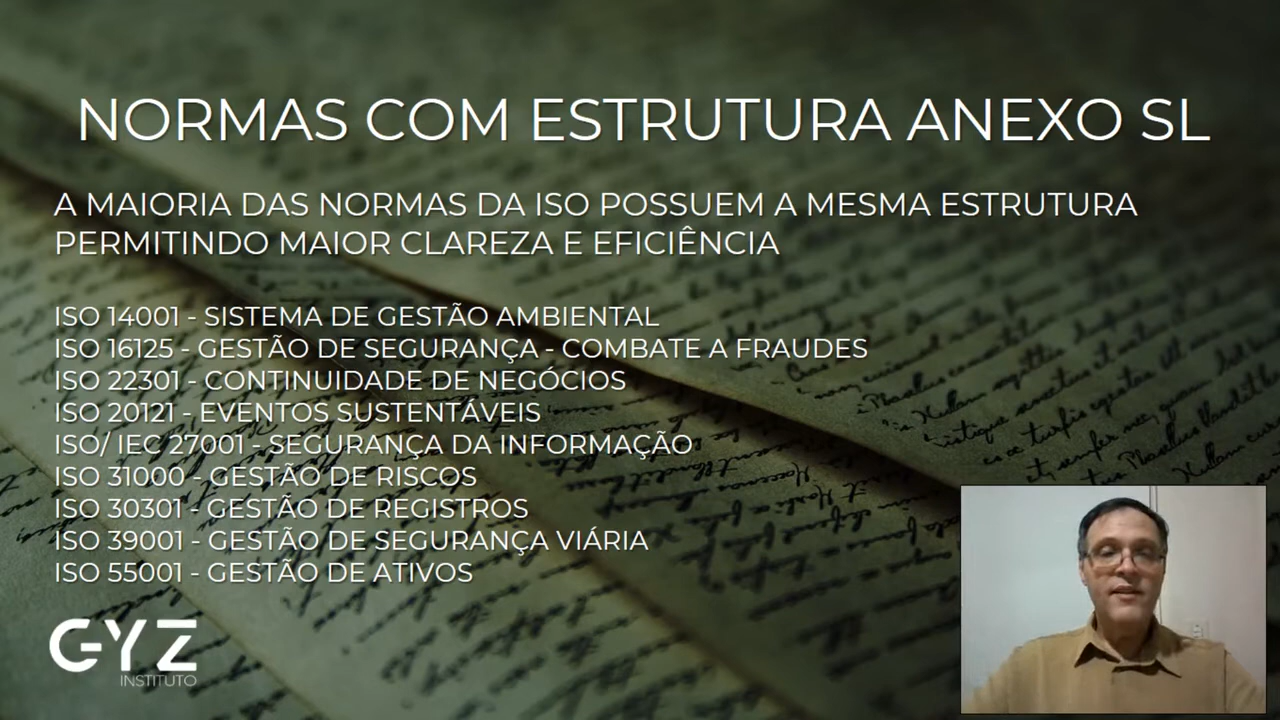 NORMAS COM ESTRUTURA ANEXO SL
A MAIORIA DAS NORMAS DA ISO POSSUEM A MESMA ESTRUTURA
PERMITINDO MAIOR CLAREZA E EFICIÊNCIA
ISO 14001 - SISTEMA DE GESTÃO AMBIENTAL
ISO 16125 - GESTÃO DE SEGURANÇA - COMBATE A FRAUDES
ISO 22301 - CONTINUIDADE DE NEGÓCIOS
ISO 20121 - EVENTOS SUSTENTÁVEIS
ISO/ IEC 27001 - SEGURANÇA DA INFORMAÇÃO
ISO 31000 - GESTÃO DE RISCOS
ISO 30301 - GESTÃO DE REGISTROS
ISO 39001 - GESTÃO DE SEGURANÇA VIÁRIA
ISO 55001 - GESTÃO DE ATIVOS
GYZ
INSTITUTO